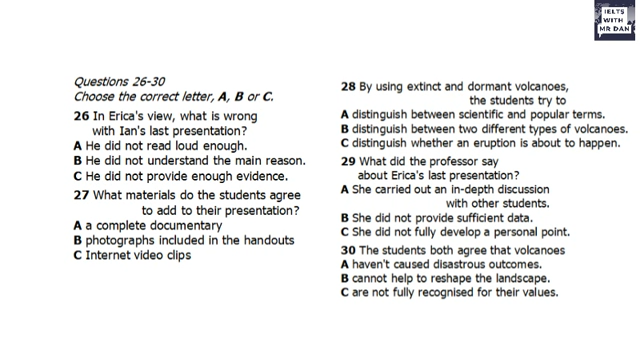 IELTS
WITH
MR DAN
Questions 26-30
Choose the correct letter, A, B or C.
26 In Erica's view, what is wrong
with Ian's last presentation?
A He did not read loud enough.
B He did not understand the main reason.
C He did not provide enough evidence.
27 What materials do the students agree
to add to their presentation?
A a complete documentary
B photographs included in the handouts
C Internet video clips
28 By using extinct and dormant volcanoes,
the students try to
A distinguish between scientific and popular terms.
B distinguish between two different types of volcanoes.
C distinguish whether an eruption is about to happen.
29 What did the professor say
about Erica's last presentation?
A She carried out an in-depth discussion
with other students.
B She did not provide sufficient data.
C She did not fully develop a personal point.
30 The students both agree that volcanoes
A haven't caused disastrous outcomes.
B cannot help to reshape the landscape.
C are not fully recognised for their values.